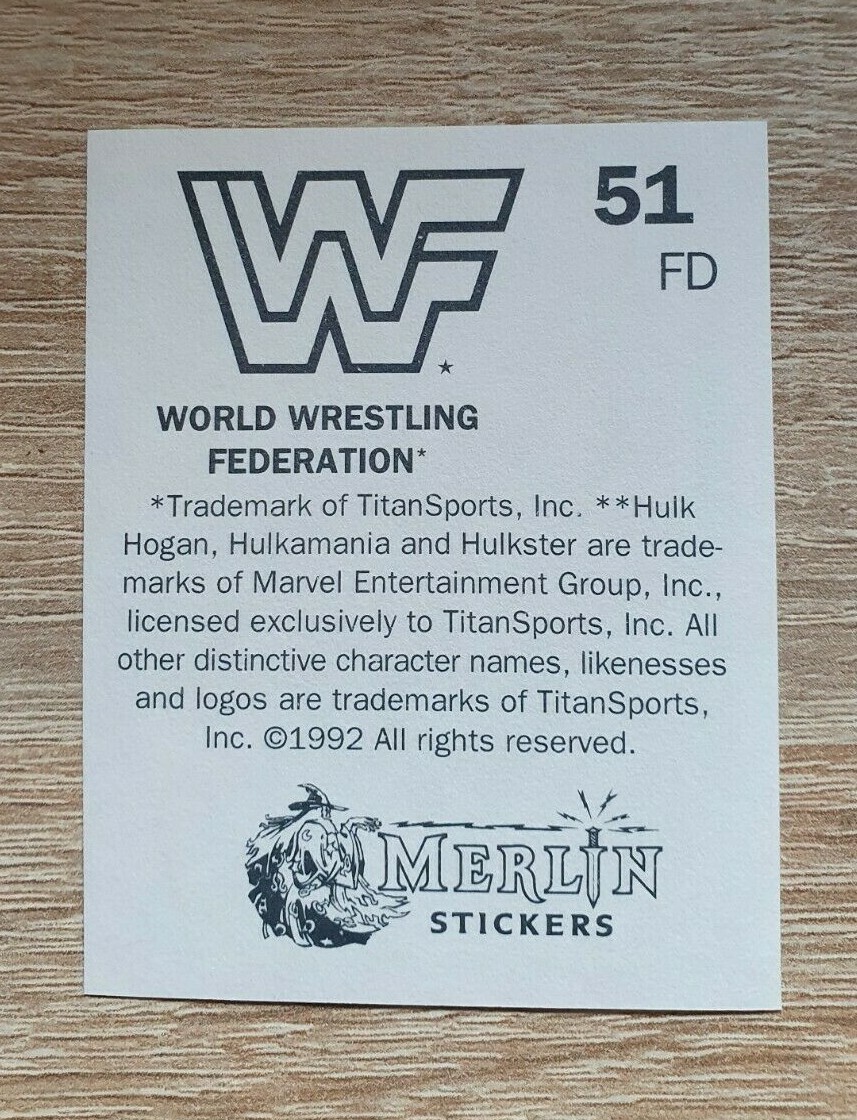 WF
51
FD
WORLD WRESTLING
FEDERATION*
*Trademark of TitanSports, Inc. **Hulk
Hogan, Hulkamania and Hulkster are trade-
marks of Marvel Entertainment Group, Inc.,
licensed exclusively to TitanSports, Inc. All
other distinctive character names, likenesses
and logos are trademarks of TitanSports,
Inc. ©1992 All rights reserved.
MERLIN
STICKERS